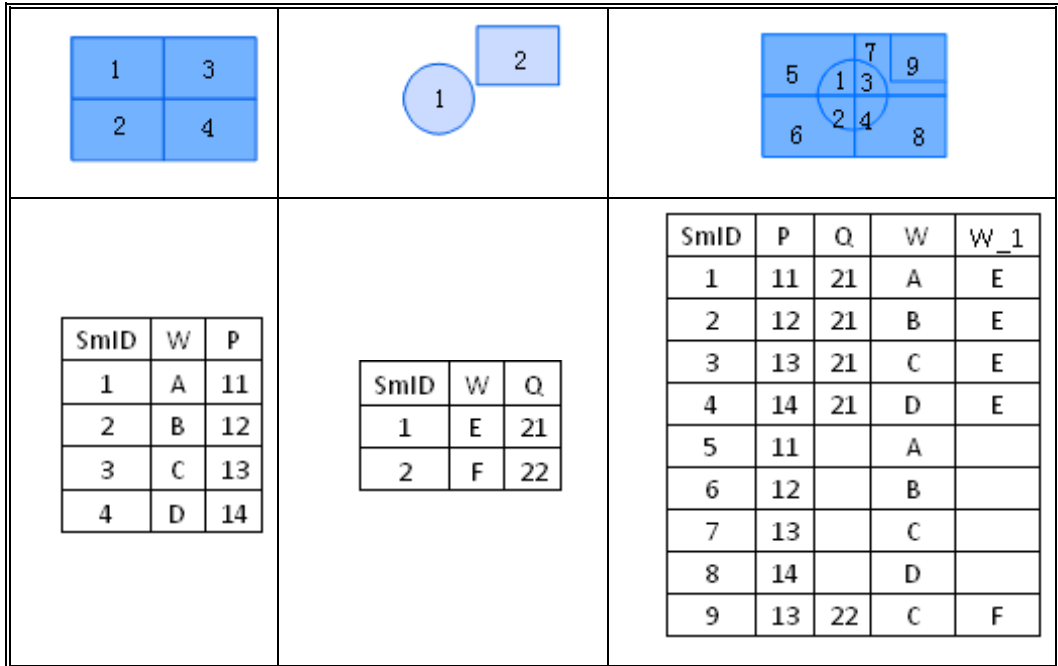 1 3
2 4
2
1
7
5 1 3 9
2 4
6 8
SmID W P
1 A 11
2 B 12
3 C 13
4 D 14
SmID W Q
1 E 21
2 F 22
SmID P Q W W_1
1 11 21 A E
2 12 21 B E
3 13 21 C E
4 14 21 D E
5 11 A
6 12 B
7 13 C
8 14 D
9 13 22 C F